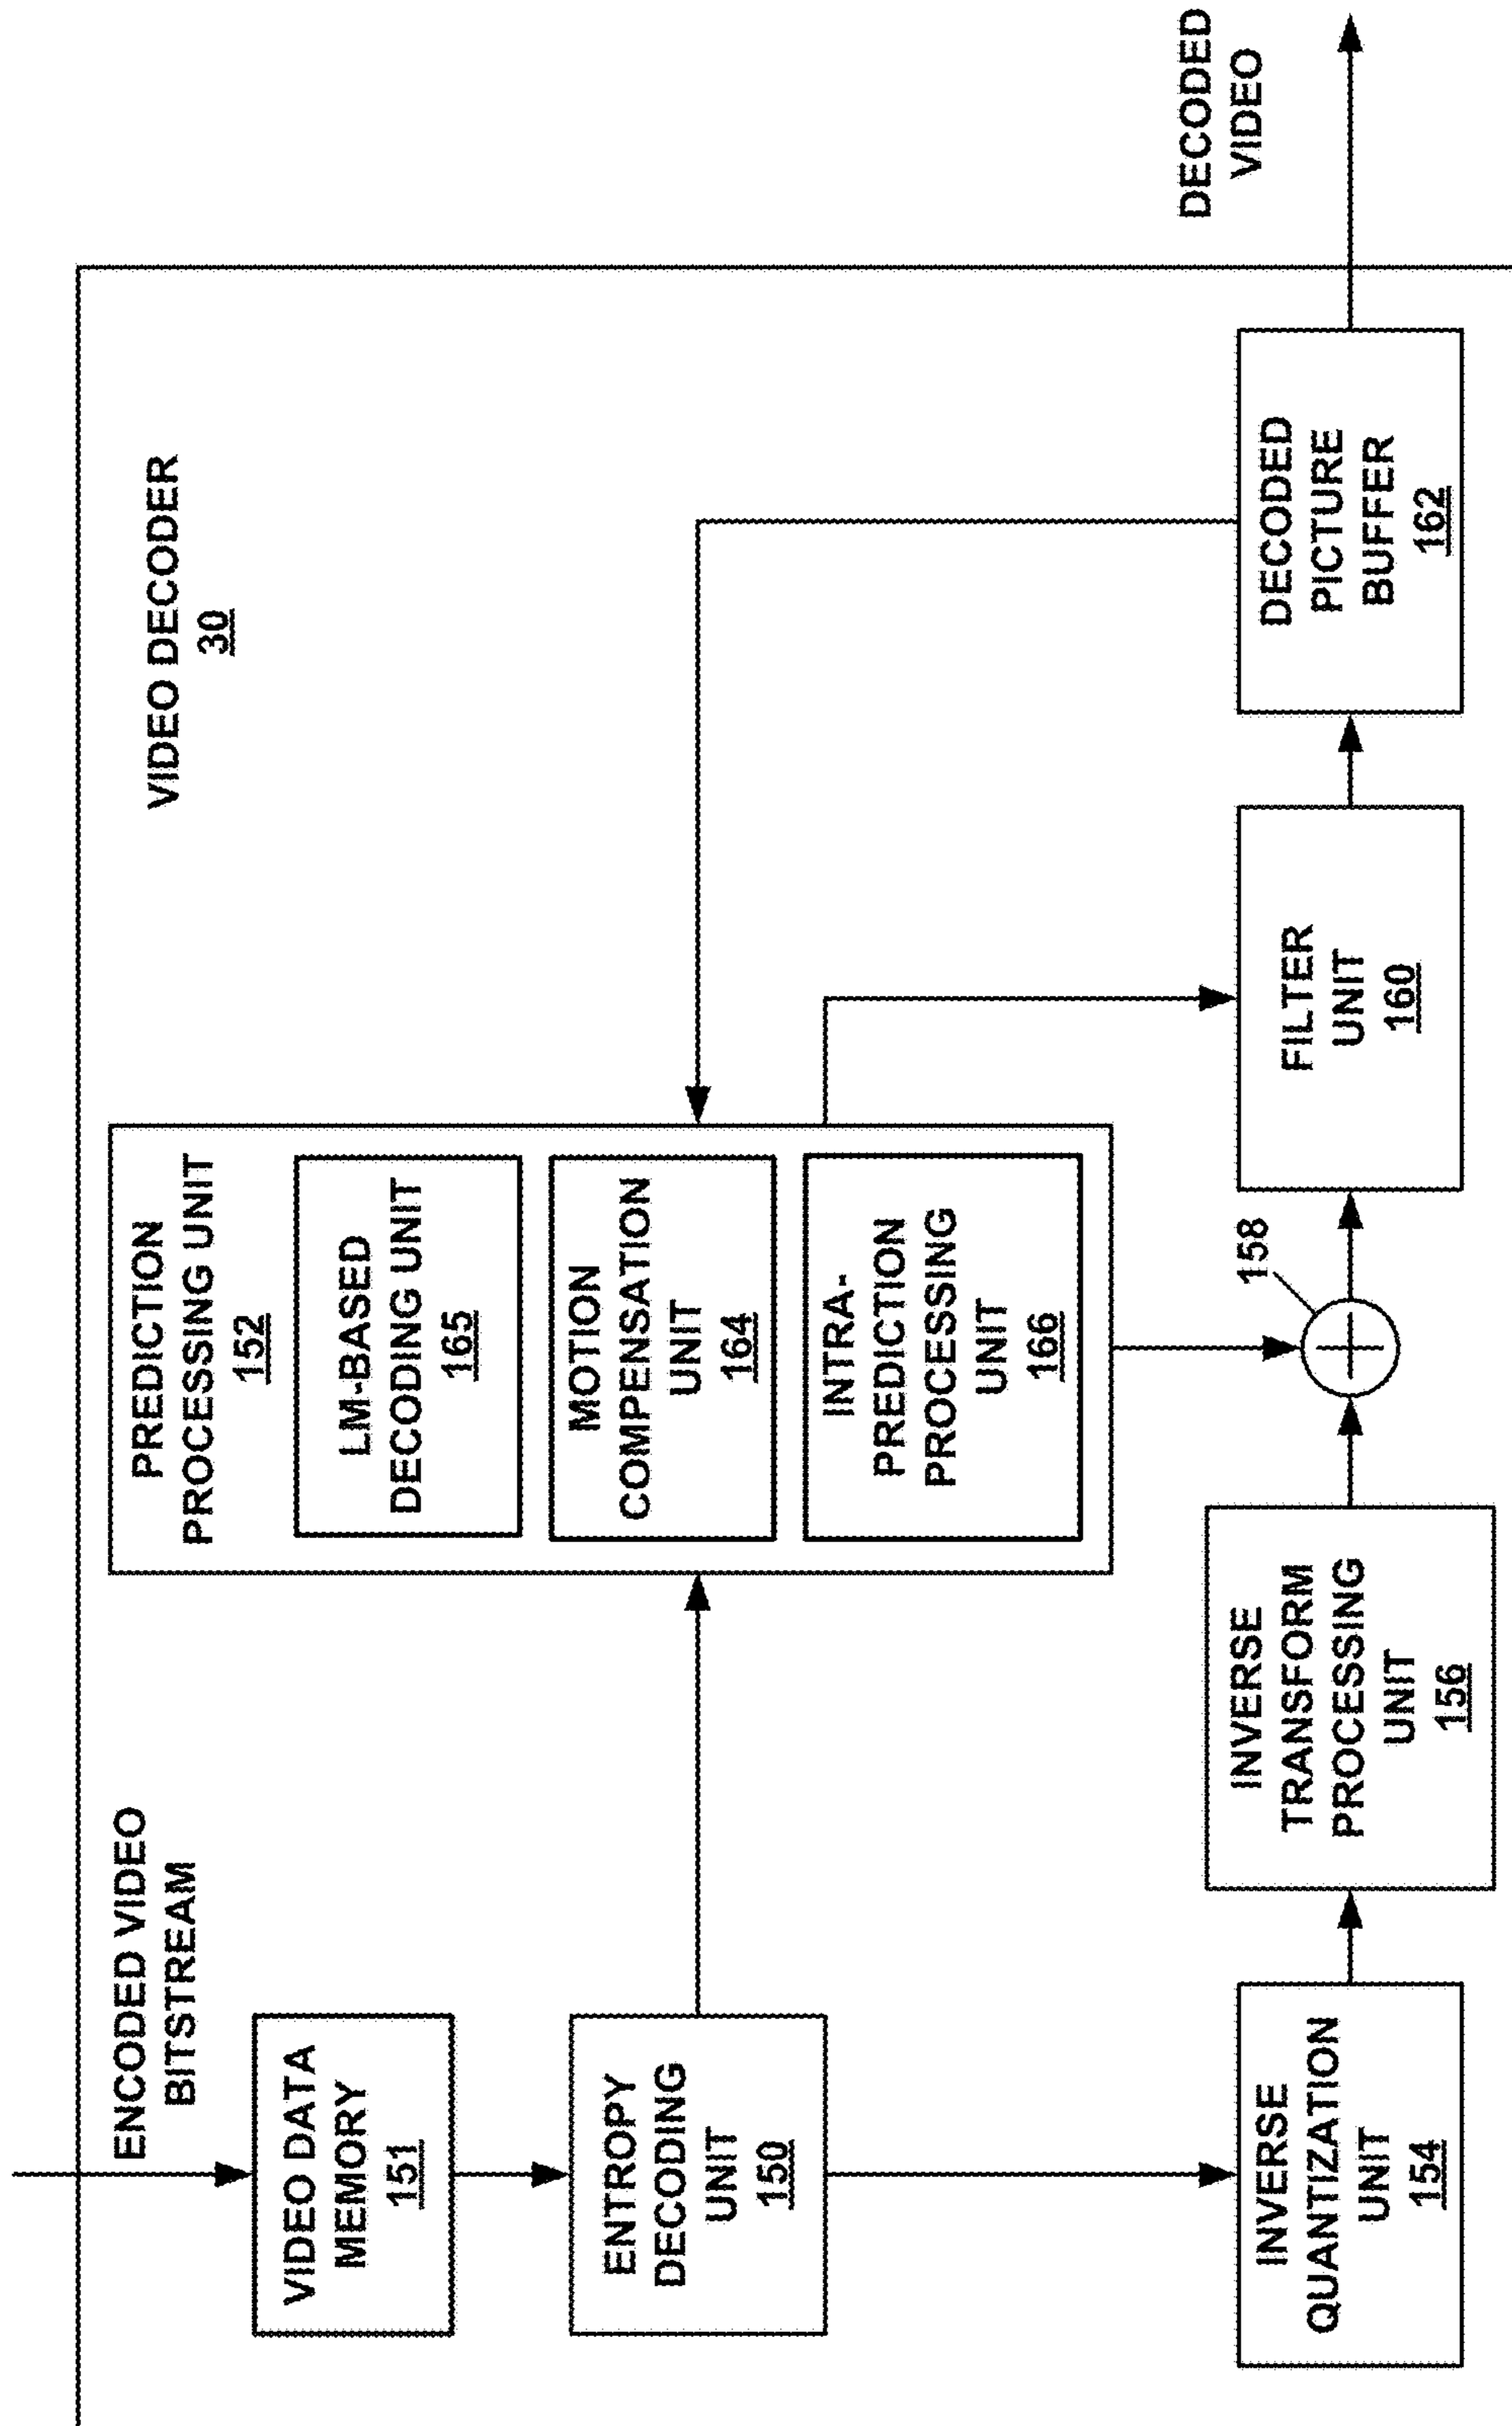 ENCODED VIDEO
BITSTREAM
VIDEO DECODER
30
VIDEO DATA
MEMORY
151
ENTROPY
DECODING
UNIT
150
PREDICTION
PROCESSING UNIT
152
LM-BASED
DECODING UNIT
165
MOTION
COMPENSATION
UNIT
164
INTRA-
PREDICTION
PROCESSING
UNIT
166
INVERSE
QUANTIZATION
UNIT
154
INVERSE
TRANSFORM
PROCESSING
UNIT
156
158
FILTER
UNIT
160
DECODED
PICTURE
BUFFER
162
DECODED
VIDEO